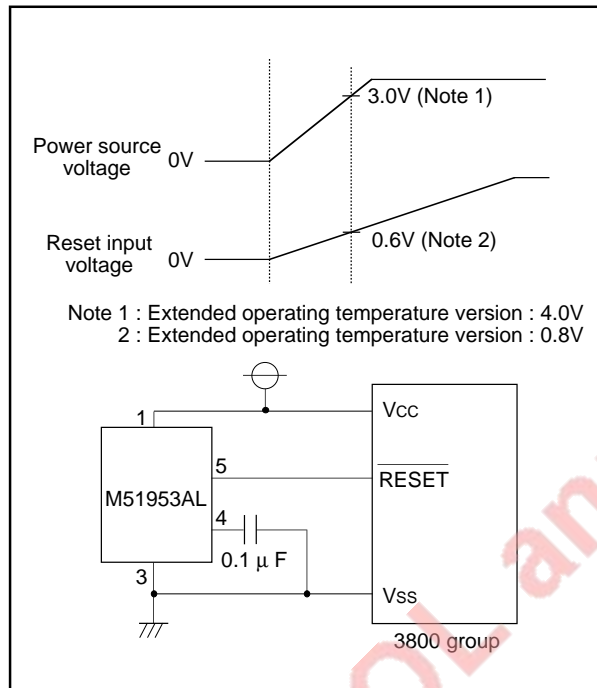 3.0V (Note 1)
Power source
voltage
0V
0.6V (Note 2)
Reset input
voltage
0V
Note 1 : Extended operating temperature version : 4.0V
2 : Extended operating temperature version : 0.8V
1
VCC
5
RESET
M51953AL
4
0.1 μ F
3
VSS
3800 group
OL an